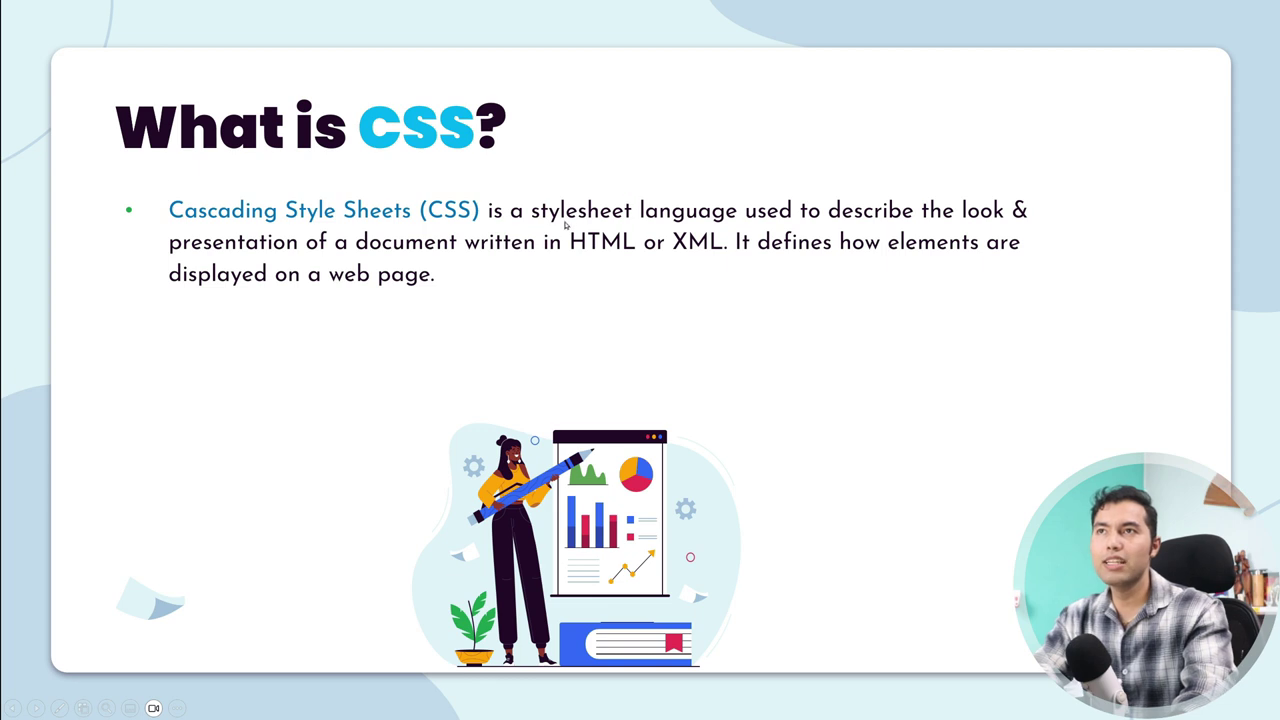 What is CSS?
• Cascading Style Sheets (CSS) is a stylesheet language used to describe the look &
presentation of a document written in HTML or XML. It defines how elements are
displayed on a web page.